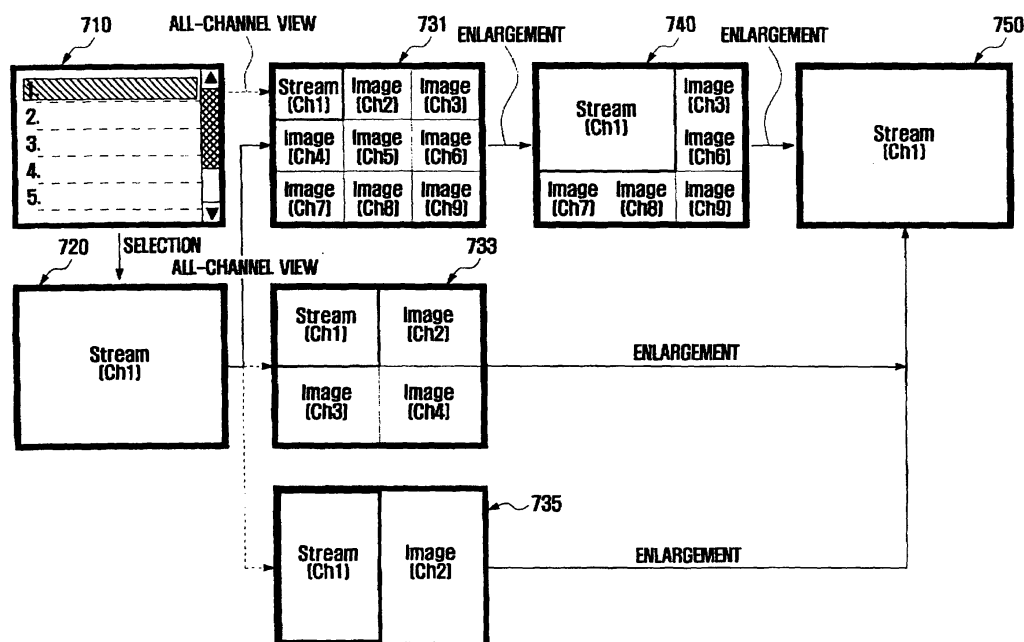 710
ALL-CHANNEL VIEW
731
ENLARGEMENT
740
ENLARGEMENT
750
1.
2.
3.
4.
5.
Stream
(Ch1)
Image
(Ch2)
Image
(Ch3)
Image
(Ch4)
Image
(Ch5)
Image
(Ch6)
Image
(Ch7)
Image
(Ch8)
Image
(Ch9)
Stream
(Ch1)
Image
(Ch3)
Image
(Ch6)
Image
(Ch7)
Image
(Ch8)
Image
(Ch9)
Stream
(Ch1)
720
SELECTION
ALL-CHANNEL VIEW
733
Stream
(Ch1)
Stream
(Ch1)
Image
(Ch2)
Image
(Ch3)
Image
(Ch4)
ENLARGEMENT
735
Stream
(Ch1)
Image
(Ch2)
ENLARGEMENT